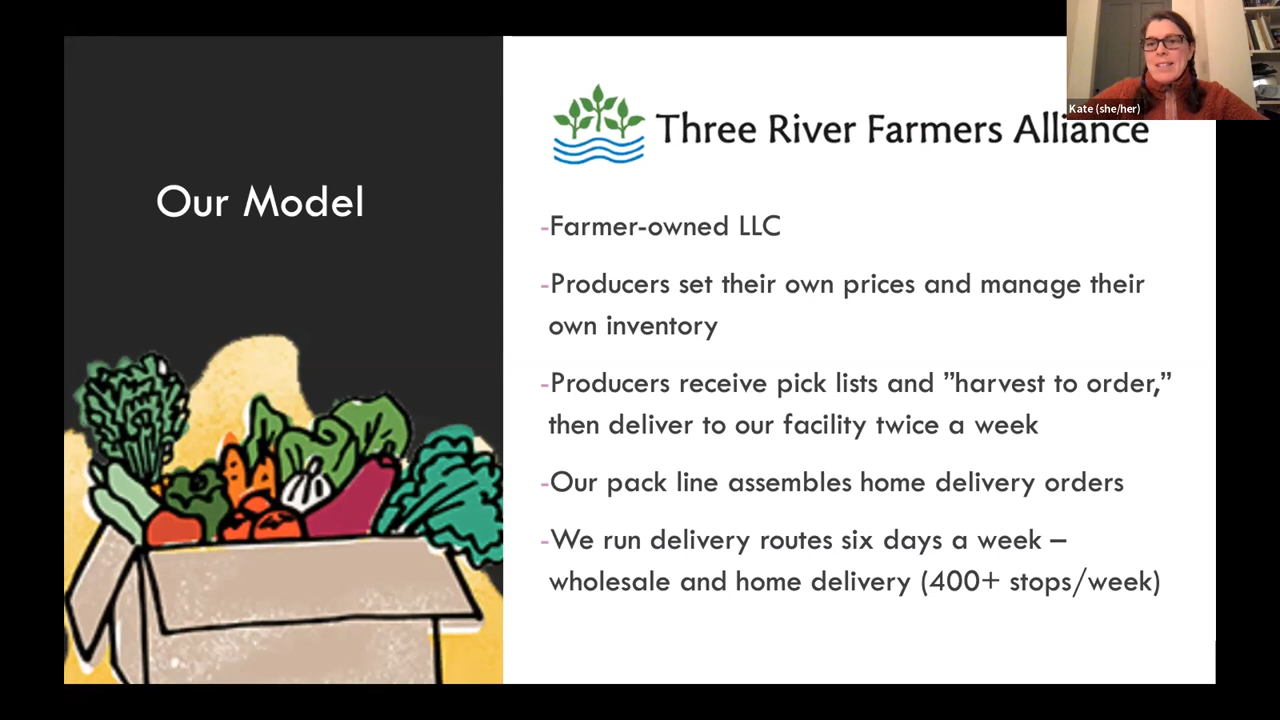 Kate (she/her)
Our Model
Three River Farmers Alliance
-Farmer-owned LLC
-Producers set their own prices and manage their
own inventory
-Producers receive pick lists and ”harvest to order,”
then deliver to our facility twice a week
-Our pack line assembles home delivery orders
-We run delivery routes six days a week –
wholesale and home delivery (400+ stops/week)